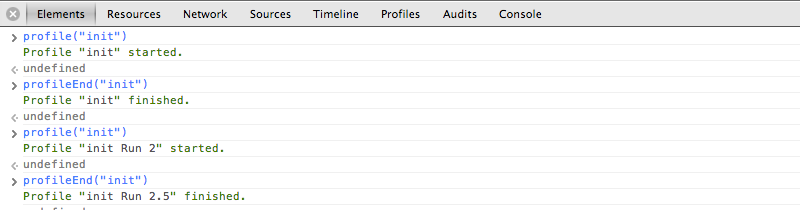 Elements Resources Network Sources Timeline Profiles Audits Console
profile("init")
Profile "init" started.
undefined
profileEnd("init")
Profile "init" finished.
undefined
profile("init")
Profile "init Run 2" started.
undefined
profileEnd("init")
Profile "init Run 2.5" finished.
undefined